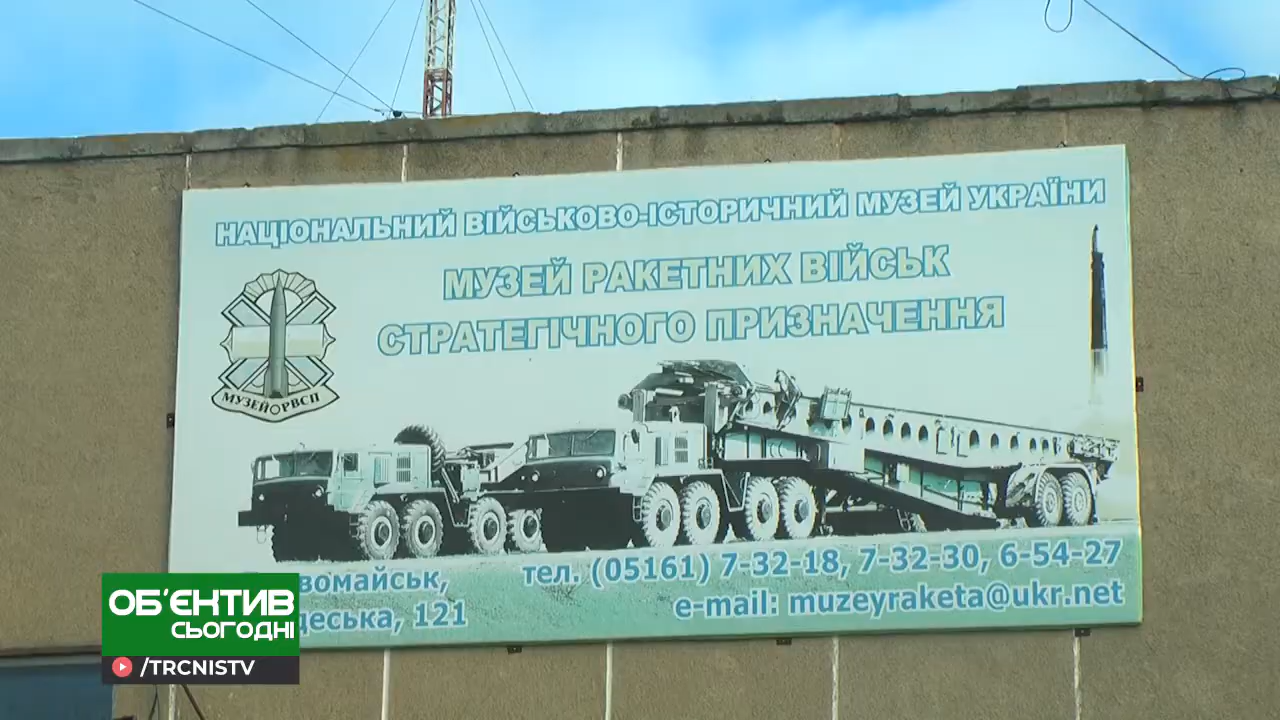 НАЦІОНАЛЬНИЙ ВІЙСЬКОВО-ІСТОРИЧНИЙ МУЗЕЙ УКРАЇНИ
МУЗЕЙ РАКЕТНИХ ВІЙСЬК
СТРАТЕГІЧНОГО ПРИЗНАЧЕННЯ
МУЗЕЙ РВСП
тел. (05161) 7-32-18, 7-32-30, 6-54-27
e-mail: muzeyraketa@ukr.net
вомайськ,
деська, 121
ОБ'ЄКТИВ
СЬОГОДНІ
/TRCNISTV